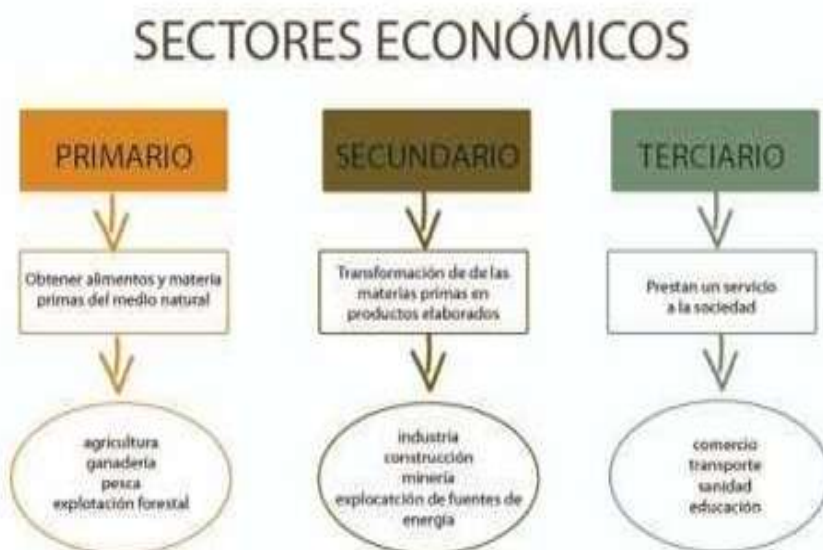 SECTORES ECONÓMICOS
PRIMARIO
Obtener alimentos y materia
primas del medio natural
agricultura
ganadería
pesca
explotación forestal
SECUNDARIO
Transformación de de las
materias primas en
productos elaborados
industria
construcción
minería
explocatción de fuentes de
energía
TERCIARIO
Prestan un servicio
a la sociedad
comercio
transporte
sanidad
educación